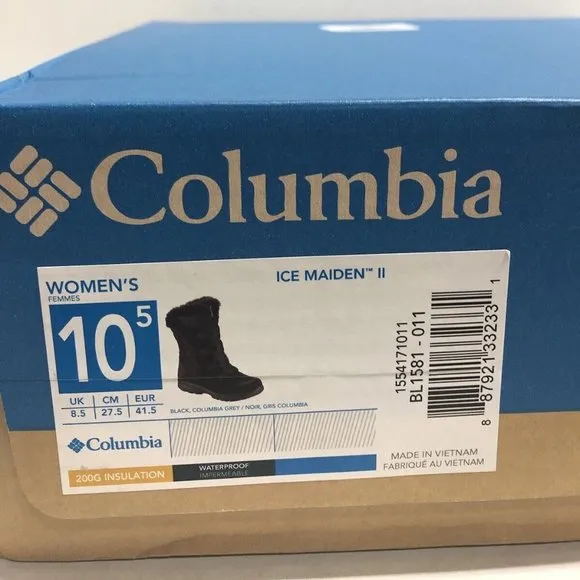 Columbia
WOMEN'S
FEMMES
ICE MAIDEN™ II
10 5
UK CM EUR
8.5 27.5 41.5
BLACK, COLUMBIA GREY / NOIR, GRIS COLUMBIA
1554171011
BL1581 - 011
8 87921 33233 1
Columbia
200G INSULATION
WATERPROOF
IMPERMÉABLE
MADE IN VIETNAM
FABRIQUÉ AU VIETNAM